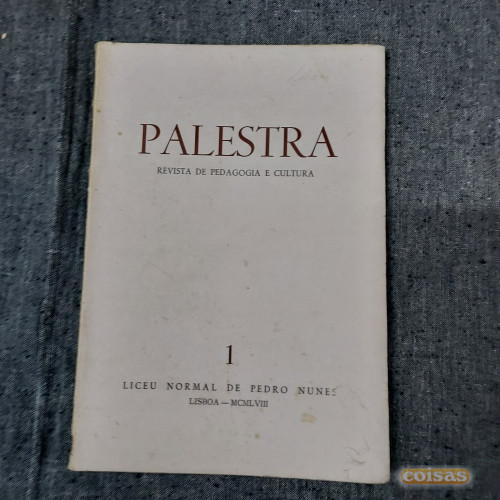 PALESTRA
REVISTA DE PEDAGOGIA E CULTURA
1
LICEU NORMAL DE PEDRO NUNES
LISBOA — MCMLVIII
coisas